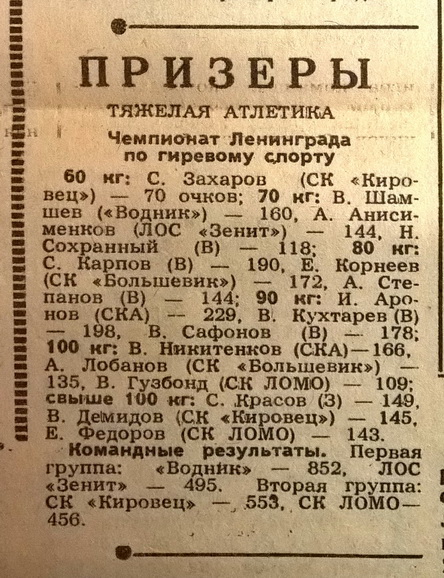 ПРИЗЕРЫ
ТЯЖЕЛАЯ АТЛЕТИКА
Чемпионат Ленинграда
по гиревому спорту
60 кг: С. Захаров (СК «Киро-
вец») — 70 очков; 70 кг: В. Шам-
шев («Водник») — 160, А. Аниси-
менков (ЛОС «Зенит») — 144, Н.
Сохранный (В) — 118; 80 кг:
С. Карпов (В) — 190, Е. Корнеев
(СК «Большевик») — 172, А. Сте-
панов (В) — 144; 90 кг: И. Аро-
нов (СКА) — 229, В. Кухтарев (В)
— 198, В. Сафонов (В) — 178;
100 кг: В. Никитенков (СКА) — 166,
А. Лобанов (СК «Большевик») —
135, В. Гузбонд (СК ЛОМО) — 109;
свыше 100 кг: С. Красов (З) — 149,
В. Демидов (СК «Кировец») — 145,
Е. Федоров (СК ЛОМО) — 143.
Командные результаты. Первая
группа: «Водник» — 852, ЛОС
«Зенит» — 495. Вторая группа:
СК «Кировец» — 553, СК ЛОМО —
456.